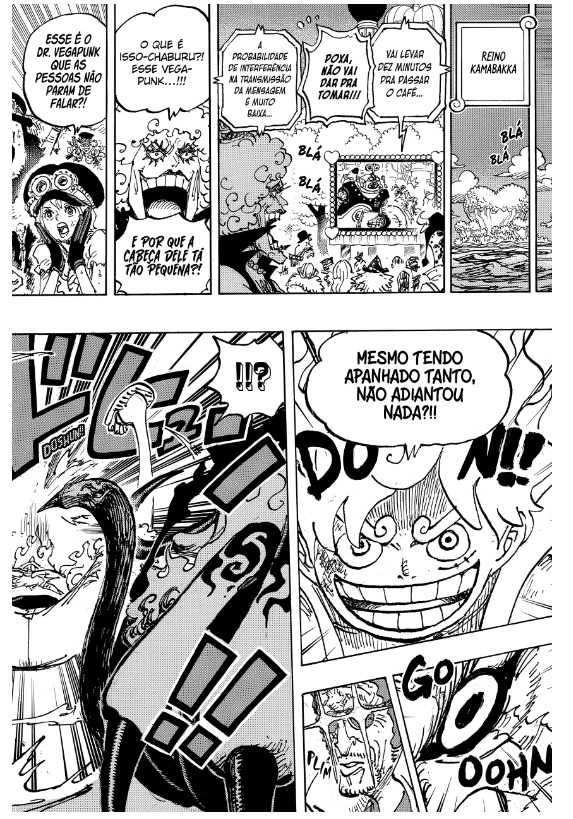 REINO
KAMABAKKA
BLÁ
BLÁ
VAI LEVAR
DEZ MINUTOS
PRA PASSAR
O CAFÉ...
POXA,
NÃO VAI
DAR PRA
TOMAR!!!
A
PROBABILIDADE
DE INTERFERÊNCIA
NA TRANSMISSÃO
DA MENSAGEM
É MUITO
BAIXA...
BLÁ
BLÁ
O QUE É
ISSO-CHABURU?!
ESSE VEGA-
PUNK...!!!
E POR QUE A
CABEÇA DELE TÁ
TÃO PEQUENA?!
ESSE É O
DR. VEGAPUNK
QUE AS
PESSOAS NÃO
PARAM DE
FALAR?!
MESMO TENDO
APANHADO TANTO,
NÃO ADIANTOU
NADA?!!
DO N!!
!!?
DOSHUN!!
!!
GO
OOHN
PLIM